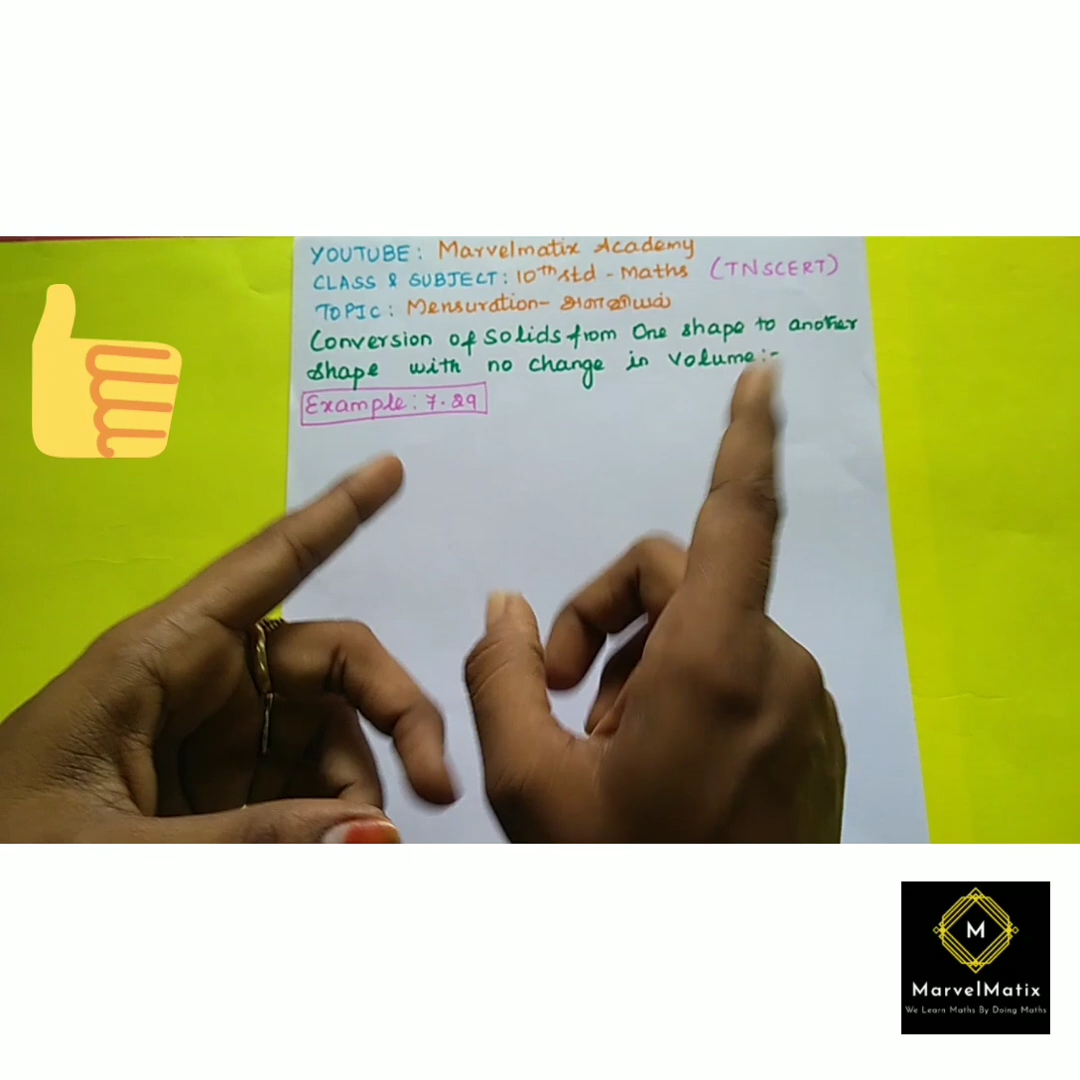 YOUTUBE: Marvelmatix Academy
CLASS & SUBJECT: 10th std - Maths (TNSCERT)
TOPIC: Mensuration - அளவியல்
Conversion of solids from One shape to another
shape with no change in volume:-
Example: 7.29
M
MarvelMatix
We Learn Maths By Doing Maths